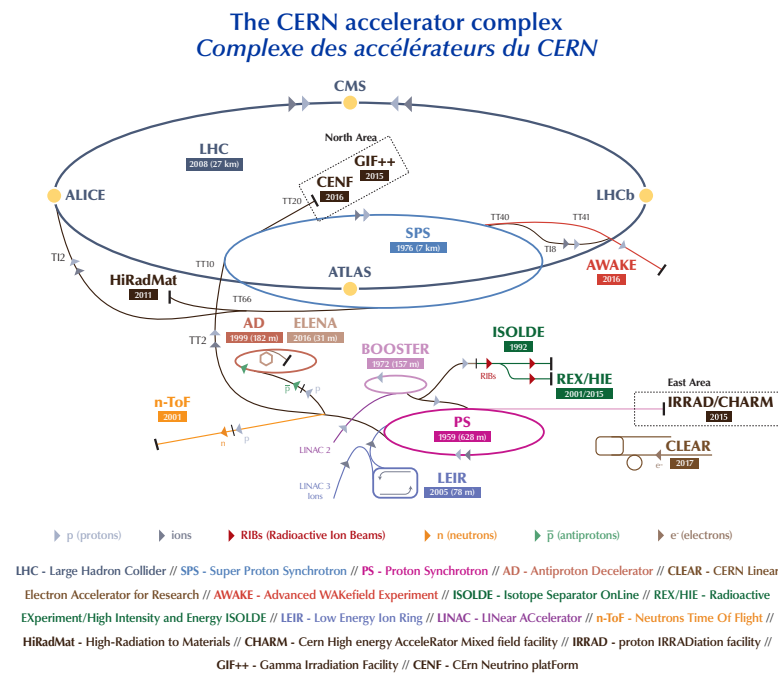 The CERN accelerator complex
Complexe des accélérateurs du CERN
CMS
North Area
LHC
2008 (27 km)
GIF++
2015
CENF
2016
ALICE
TT20
LHCb
TT40
TT41
SPS
1976 (7 km)
TI8
TI2
TT10
ATLAS
AWAKE
2016
HiRadMat
2011
TT66
AD
1999 (182 m)
ELENA
2016 (31 m)
TT2
BOOSTER
1972 (157 m)
ISOLDE
1992
RIBs
REX/HIE
2001/2015
p̅
p
East Area
n-ToF
2001
IRRAD/CHARM
2015
PS
1959 (628 m)
n
p
LINAC 2
CLEAR
2017
e-
LINAC 3
Ions
LEIR
2005 (78 m)
p (protons)
ions
RIBs (Radioactive Ion Beams)
n (neutrons)
p̅ (antiprotons)
e- (electrons)
LHC - Large Hadron Collider // SPS - Super Proton Synchrotron // PS - Proton Synchrotron // AD - Antiproton Decelerator // CLEAR - CERN Linear
Electron Accelerator for Research // AWAKE - Advanced WAKefield Experiment // ISOLDE - Isotope Separator OnLine // REX/HIE - Radioactive
EXperiment/High Intensity and Energy ISOLDE // LEIR - Low Energy Ion Ring // LINAC - LINear ACcelerator // n-ToF - Neutrons Time Of Flight //
HiRadMat - High-Radiation to Materials // CHARM - Cern High energy AcceleRator Mixed field facility // IRRAD - proton IRRADiation facility //
GIF++ - Gamma Irradiation Facility // CENF - CErn Neutrino platForm